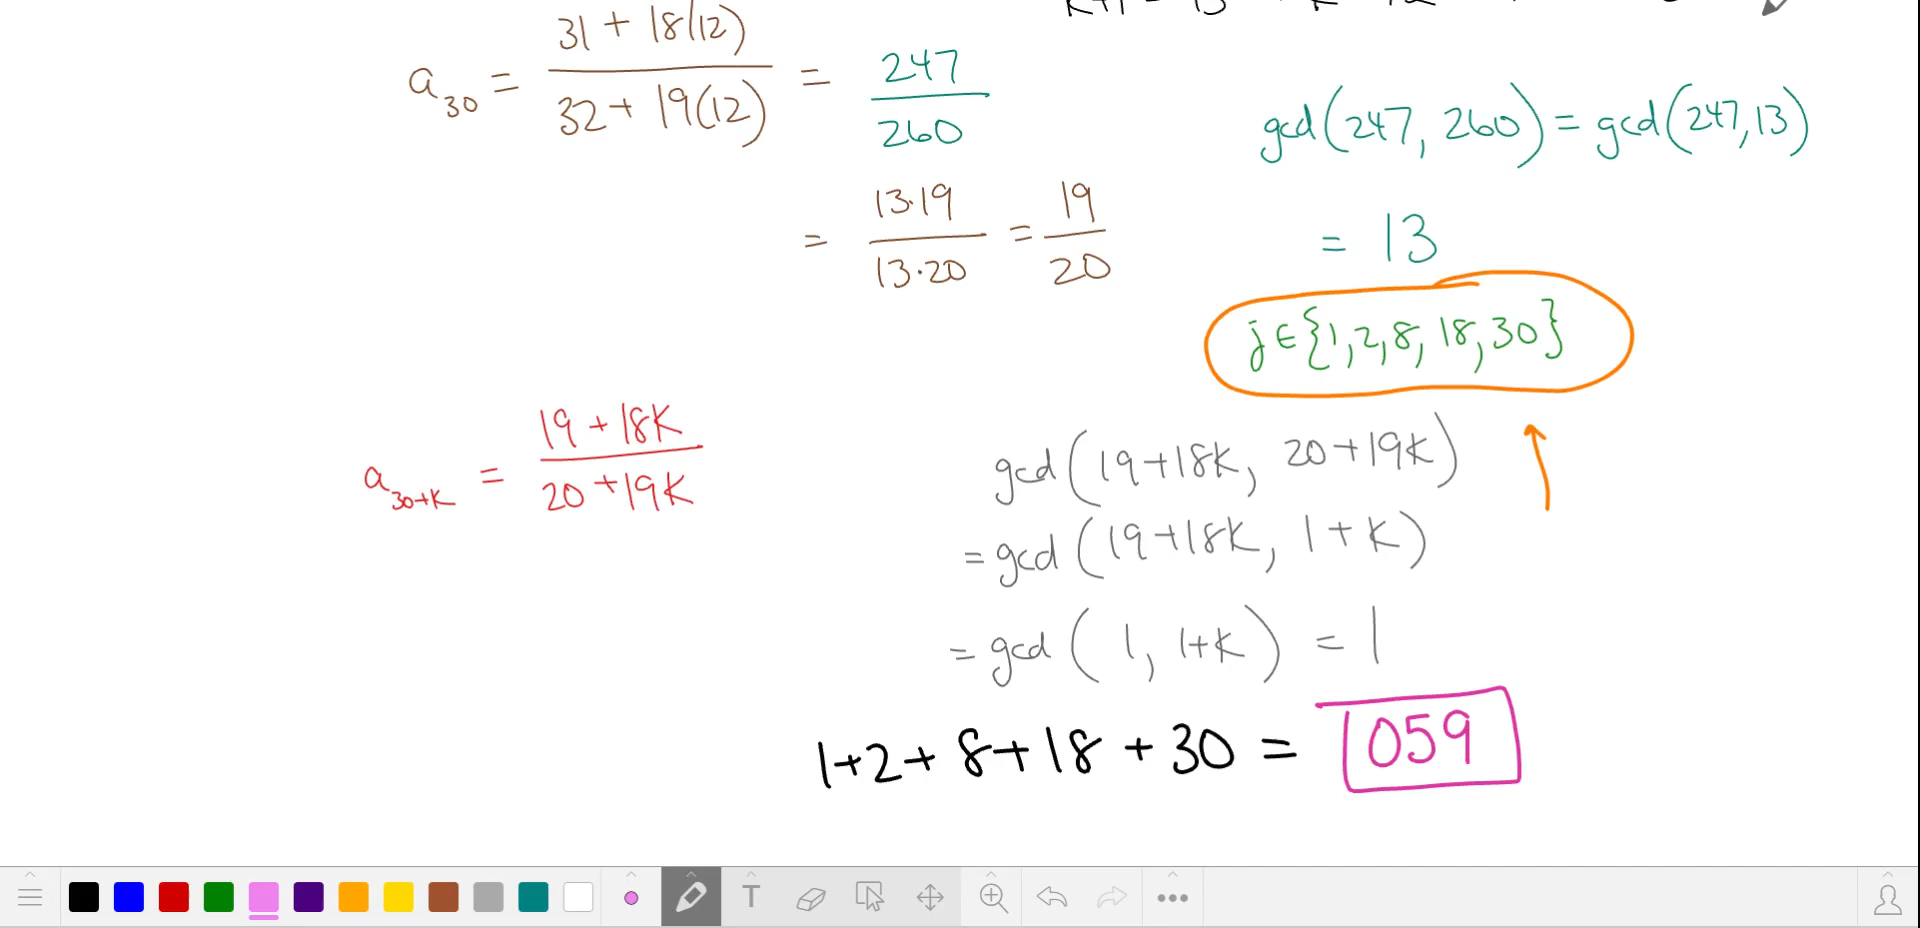 a₃₀ = (31 + 18(12))/(32 + 19(12)) = 247/260
gcd(247, 260) = gcd(247, 13)
= 13·19/13·20 = 19/20
= 13
j ∈ {1, 2, 8, 18, 30}
a₃₀₊ₖ = (19 + 18K)/(20 + 19K)
gcd(19+18K, 20+19K)
= gcd(19+18K, 1+K)
= gcd(1, 1+K) = 1
1+2+8+18+30 = 059
T